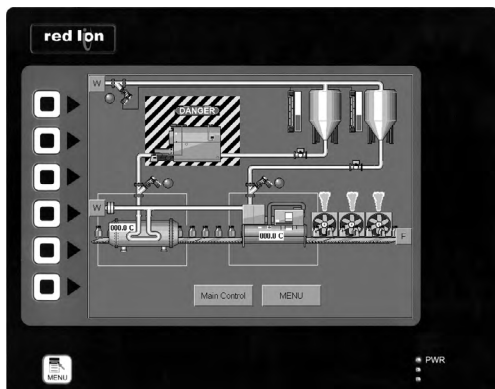 red lion
W
DANGER
W
000.0 C
000.0 C
F
Main Control
MENU
PWR
MENU